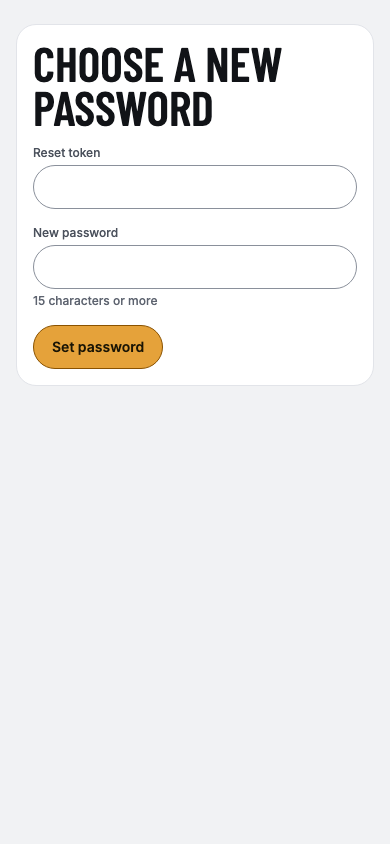 CHOOSE A NEW
PASSWORD
Reset token
New password
15 characters or more
Set password